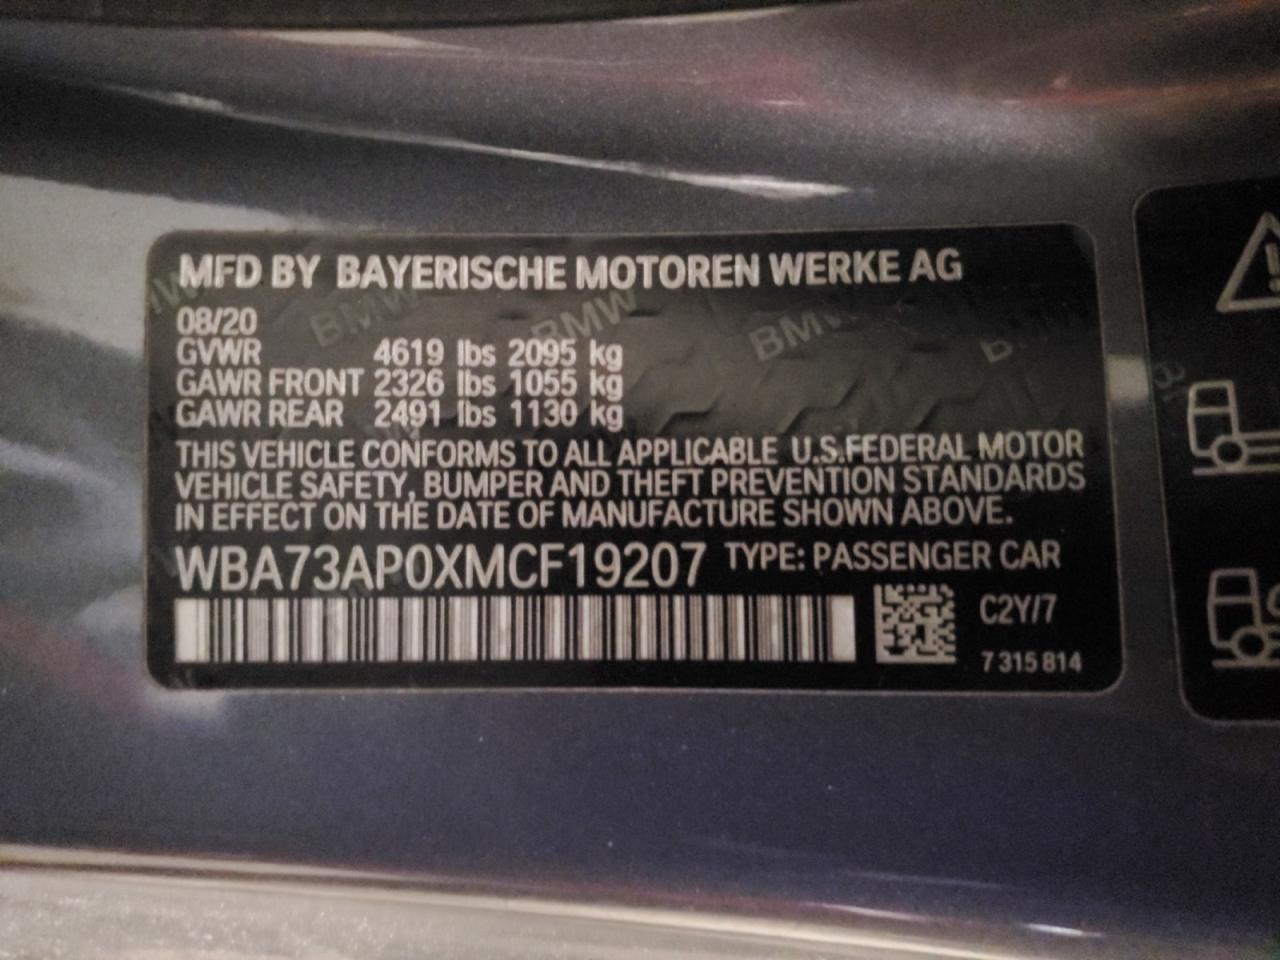 MFD BY BAYERISCHE MOTOREN WERKE AG
08/20
GVWR 4619 lbs 2095 kg
GAWR FRONT 2326 lbs 1055 kg
GAWR REAR 2491 lbs 1130 kg
THIS VEHICLE CONFORMS TO ALL APPLICABLE U.S.FEDERAL MOTOR
VEHICLE SAFETY, BUMPER AND THEFT PREVENTION STANDARDS
IN EFFECT ON THE DATE OF MANUFACTURE SHOWN ABOVE.
WBA73AP0XMCF19207 TYPE: PASSENGER CAR
C2Y/7
7 315 814
BMW BMW BMW